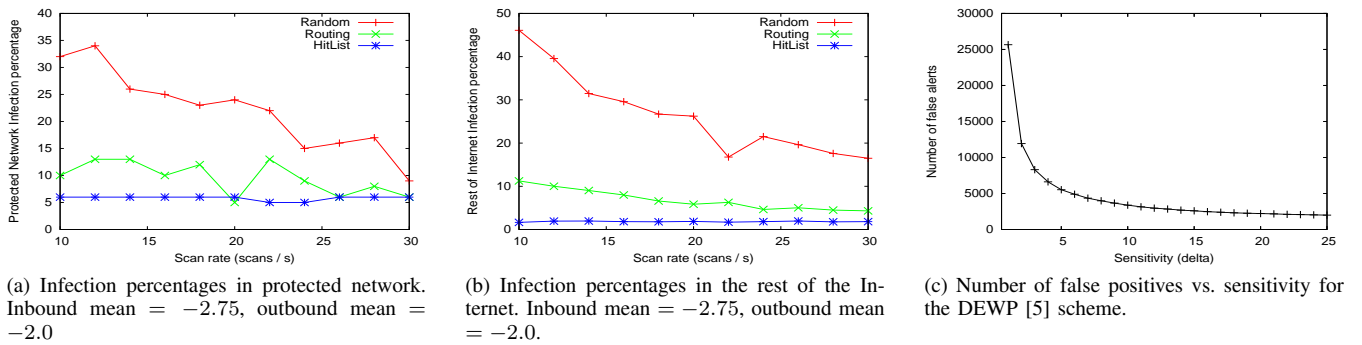 Protected Network Infection percentage
40
35
30
25
20
15
10
5
0
10
15
20
25
30
Scan rate (scans / s)
Random
Routing
HitList
(a) Infection percentages in protected network.
Inbound mean = −2.75, outbound mean =
−2.0
Rest of Internet Infection percentage
50
40
30
20
10
0
10
15
20
25
30
Scan rate (scans / s)
Random
Routing
HitList
(b) Infection percentages in the rest of the In-
ternet. Inbound mean = −2.75, outbound mean
= −2.0.
Number of false alerts
30000
25000
20000
15000
10000
5000
0
5
10
15
20
25
Sensitivity (delta)
(c) Number of false positives vs. sensitivity for
the DEWP [5] scheme.